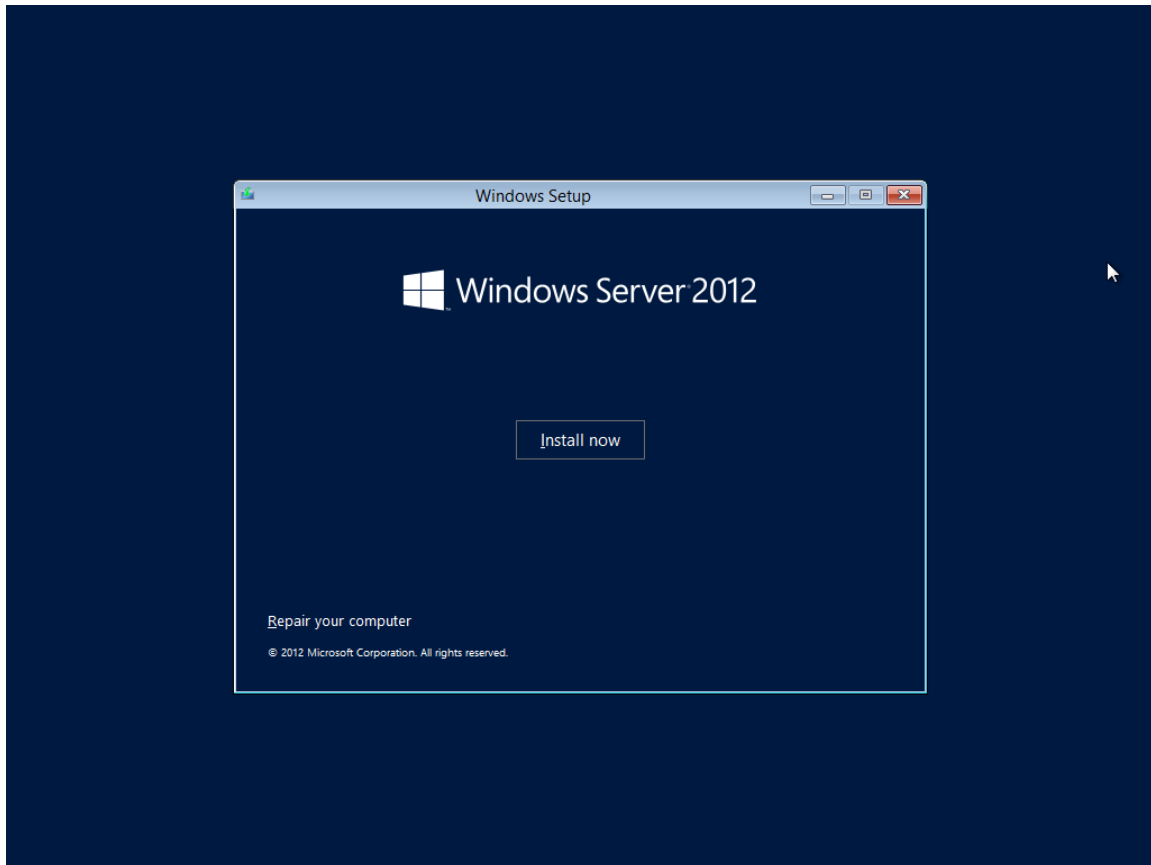 Windows Setup
Windows Server 2012
Install now
Repair your computer
© 2012 Microsoft Corporation. All rights reserved.